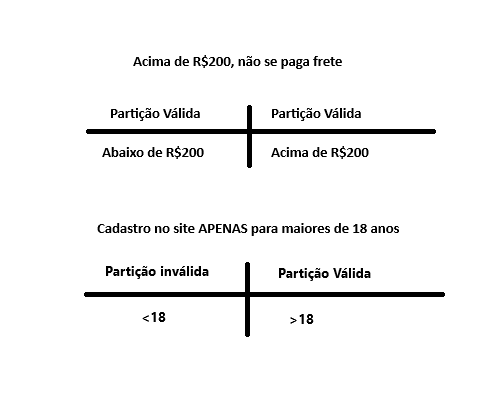 Acima de R$200, não se paga frete
Partição Válida Partição Válida
Abaixo de R$200 Acima de R$200
Cadastro no site APENAS para maiores de 18 anos
Partição inválida Partição Válida
<18 >18